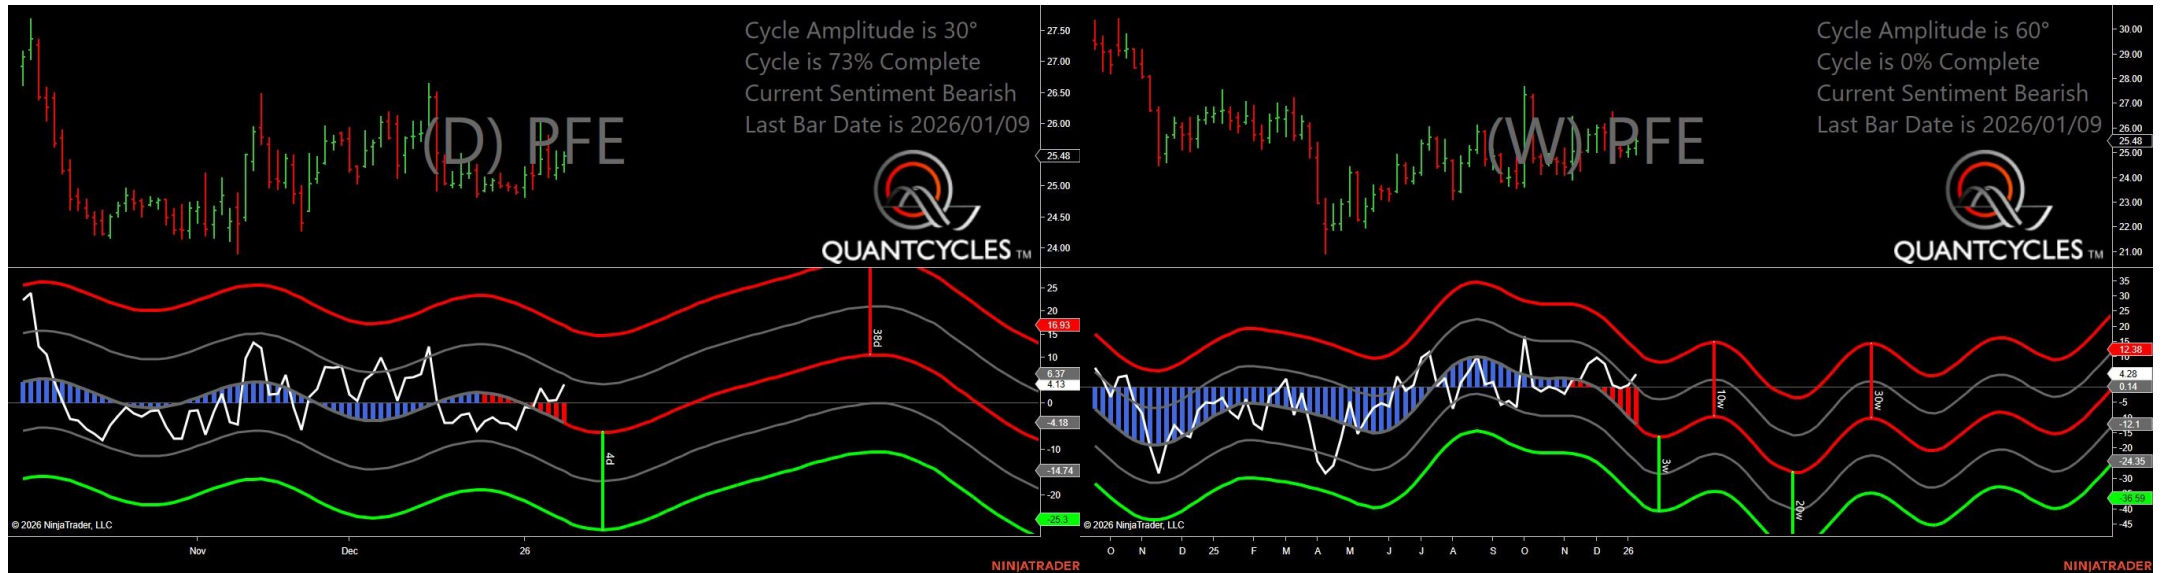 Cycle Amplitude is 30°
Cycle is 73% Complete
Current Sentiment Bearish
Last Bar Date is 2026/01/09
(D) PFE
QUANTCYCLES TM
27.50
27.00
26.50
26.00
25.48
25.00
24.50
24.00
38d
4d
25
20
16.93
15
10
6.37
4.13
0
-4.18
-10
-14.74
-20
-25.3
© 2026 NinjaTrader, LLC
Nov
Dec
26
NINJATRADER
Cycle Amplitude is 60°
Cycle is 0% Complete
Current Sentiment Bearish
Last Bar Date is 2026/01/09
(W) PFE
QUANTCYCLES TM
30.00
29.00
28.00
27.00
26.00
25.48
25.00
24.00
23.00
22.00
21.00
10w
30w
3w
20w
35
30
25
20
15
12.38
4.28
0.14
-5
-10
-12.1
-15
-20
-24.35
-30
-36.59
-40
-45
© 2026 NinjaTrader, LLC
O N D 25 F M A M J J A S O N D 26
NINJATRADER